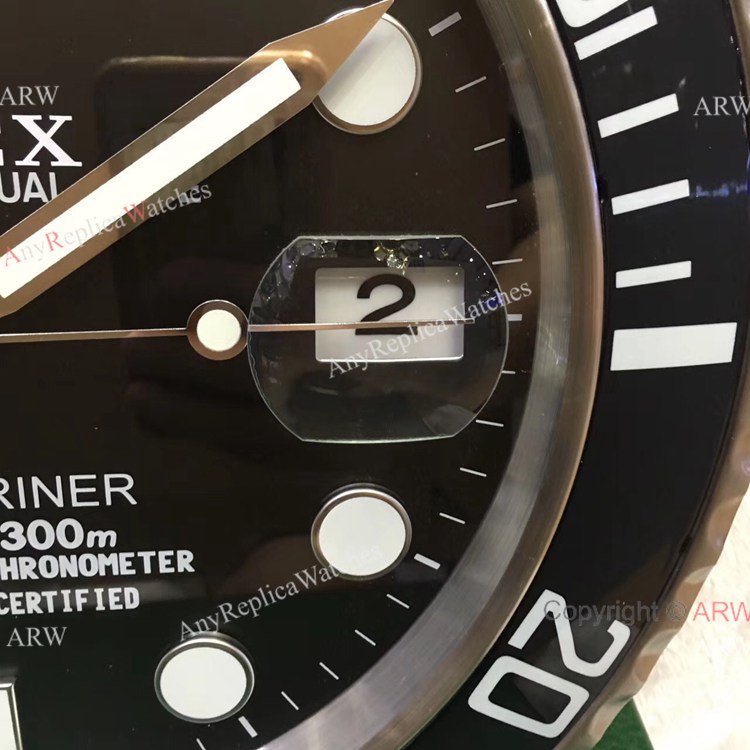 ARW
ARW
EX
UAL
AnyReplicaWatches
2
AnyReplicaWatches
RINER
300m
HRONOMETER
CERTIFIED
AnyReplicaWatches
ARW
Copyright © ARW
20